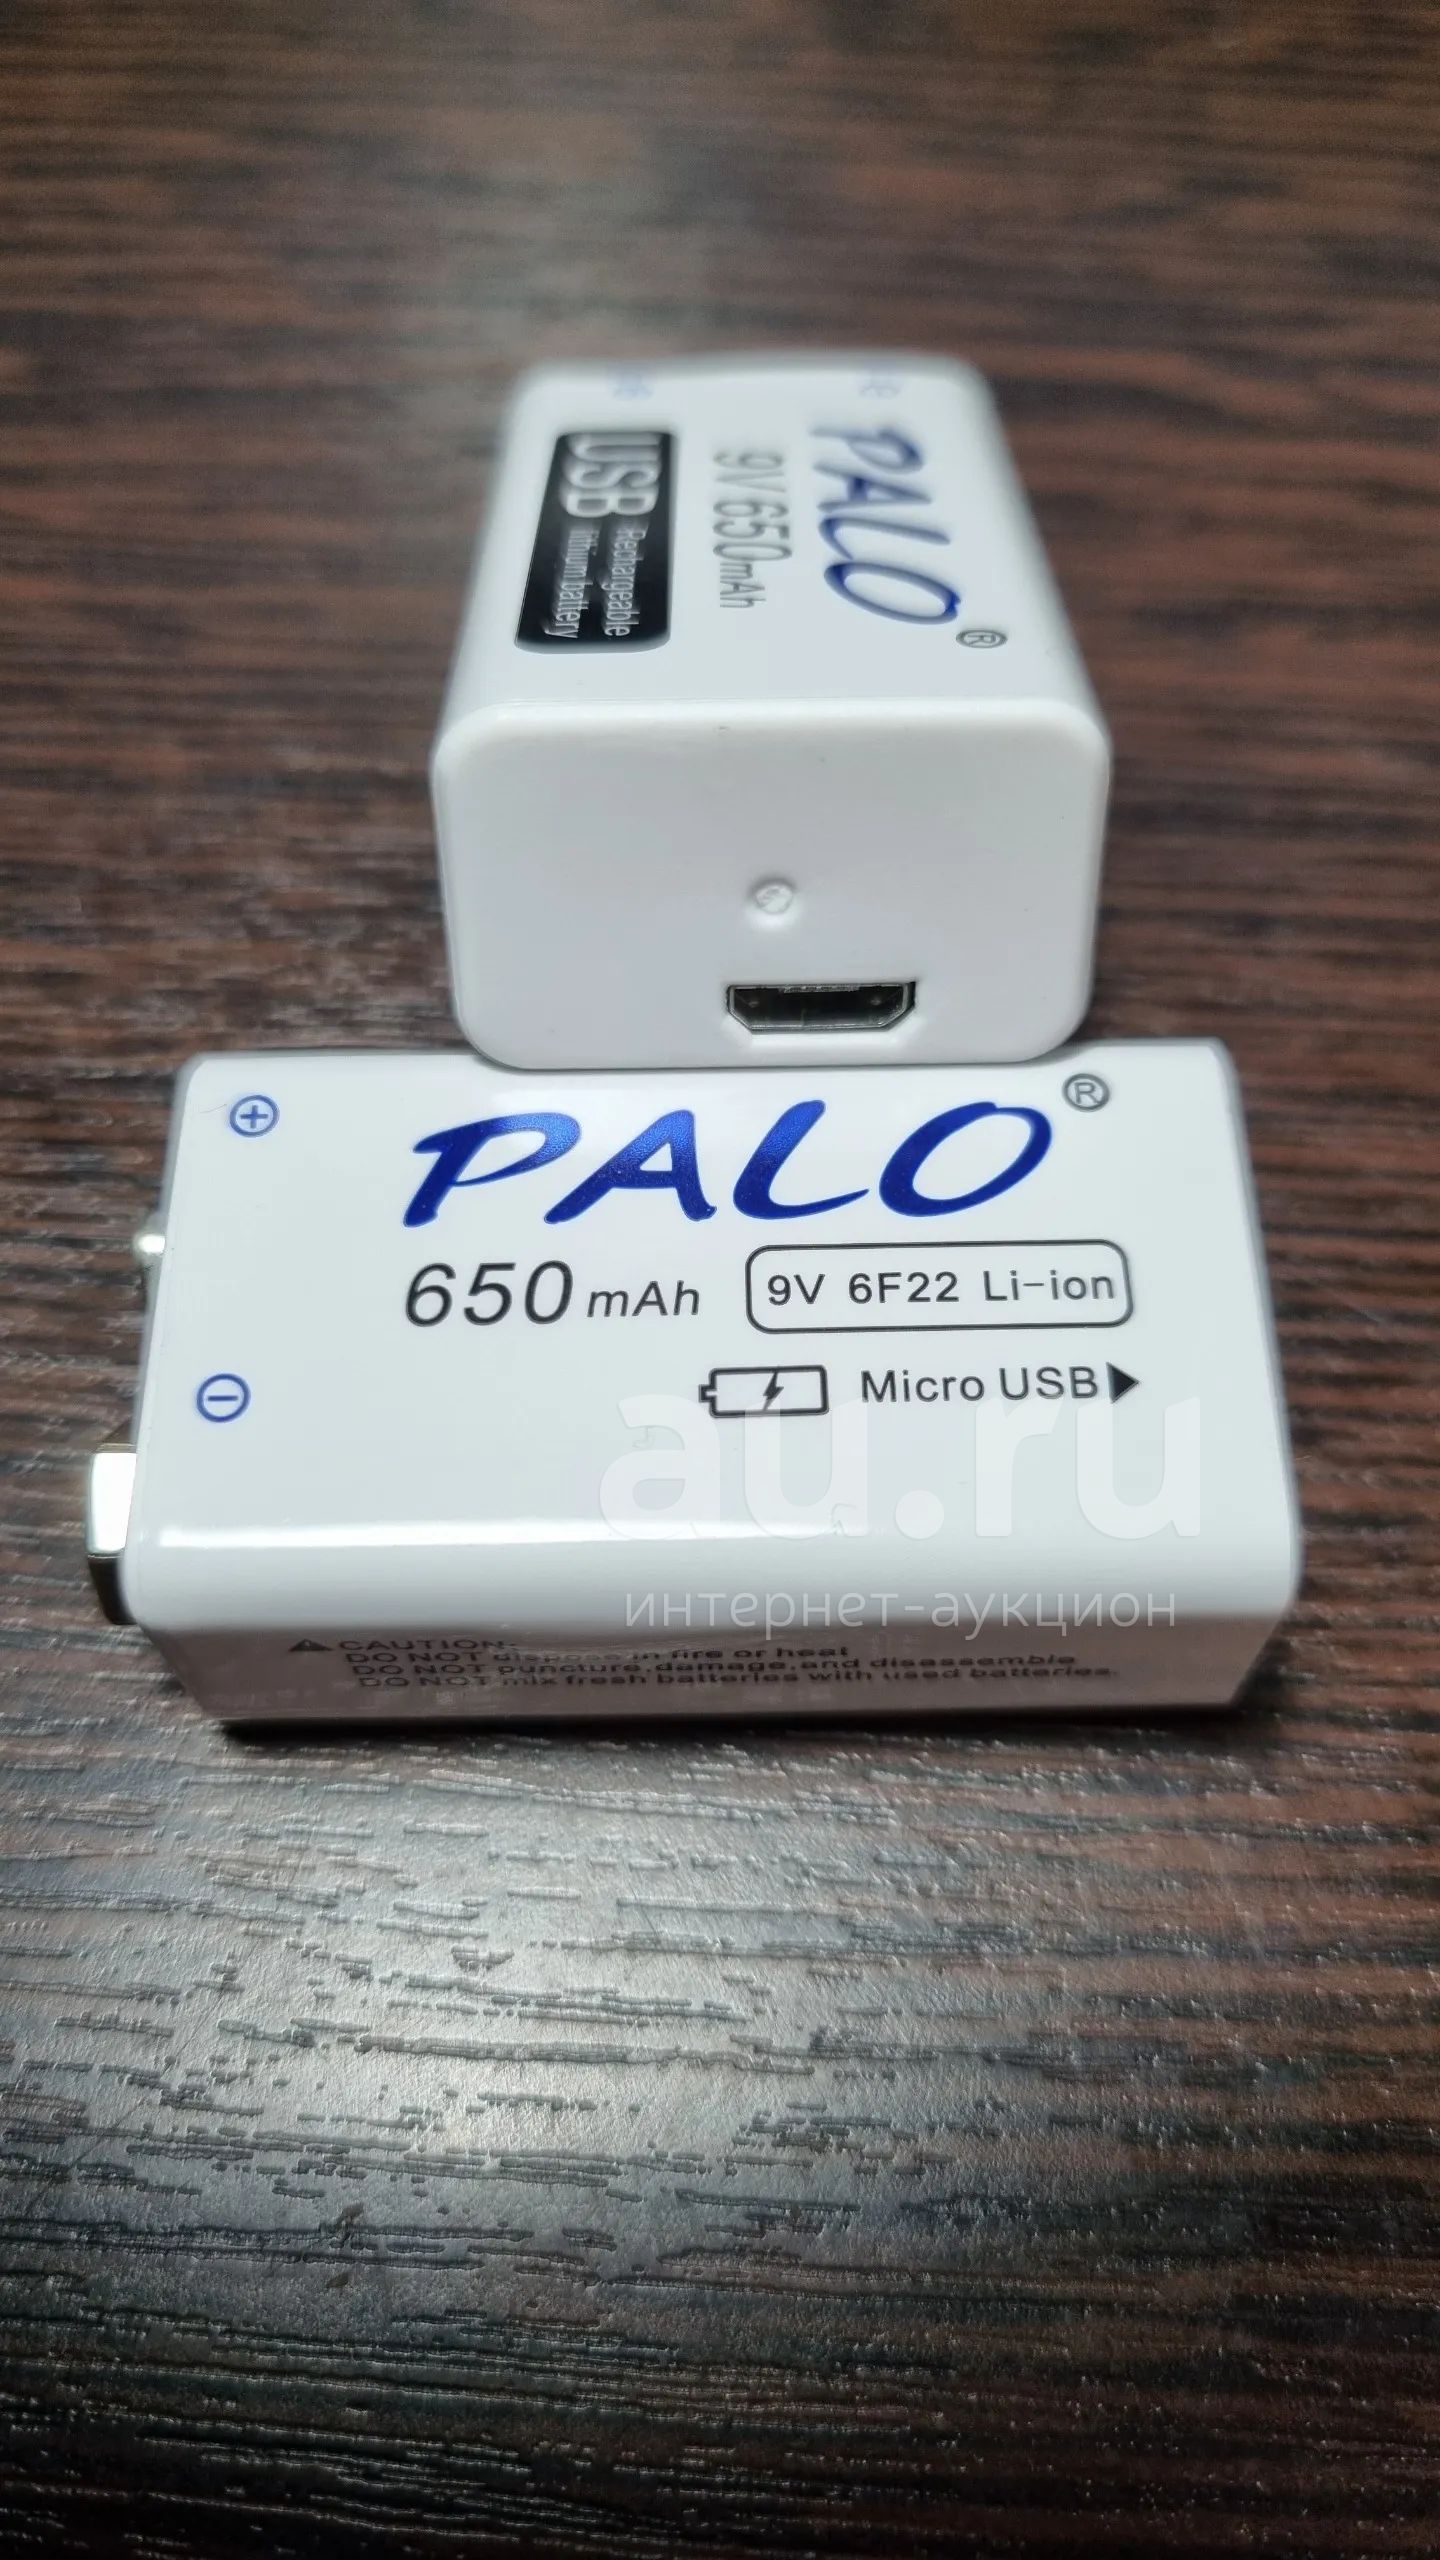 PALO®
9V 650mAh
USB
Rechargeable
lithium battery
PALO®
650 mAh
9V 6F22 Li-ion
Micro USB
au.ru
интернет-аукцион
CAUTION:
DO NOT dispose in fire or heat
DO NOT puncture,damage,and disassemble
DO NOT mix fresh batteries with used batteries.